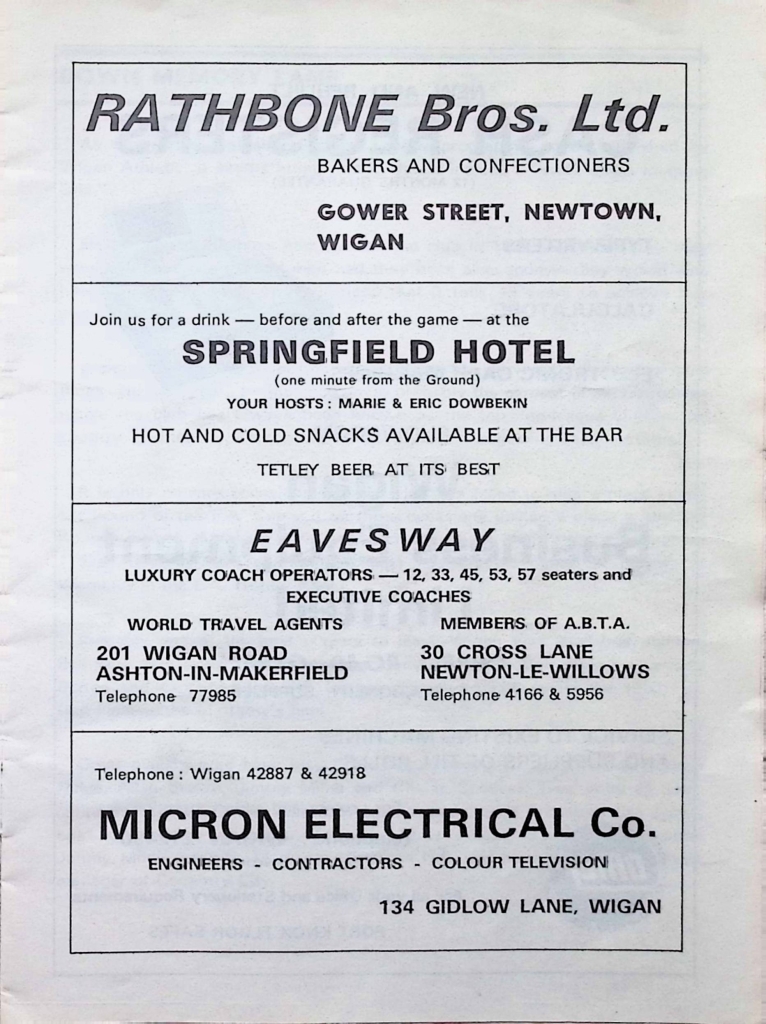 RATHBONE Bros. Ltd.
BAKERS AND CONFECTIONERS
GOWER STREET, NEWTOWN,
WIGAN
Join us for a drink — before and after the game — at the
SPRINGFIELD HOTEL
(one minute from the Ground)
YOUR HOSTS : MARIE & ERIC DOWBEKIN
HOT AND COLD SNACKS AVAILABLE AT THE BAR
TETLEY BEER AT ITS BEST
EAVESWAY
LUXURY COACH OPERATORS — 12, 33, 45, 53, 57 seaters and
EXECUTIVE COACHES
WORLD TRAVEL AGENTS MEMBERS OF A.B.T.A.
201 WIGAN ROAD 30 CROSS LANE
ASHTON-IN-MAKERFIELD NEWTON-LE-WILLOWS
Telephone 77985 Telephone 4166 & 5956
Telephone : Wigan 42887 & 42918
MICRON ELECTRICAL Co.
ENGINEERS - CONTRACTORS - COLOUR TELEVISION
134 GIDLOW LANE, WIGAN